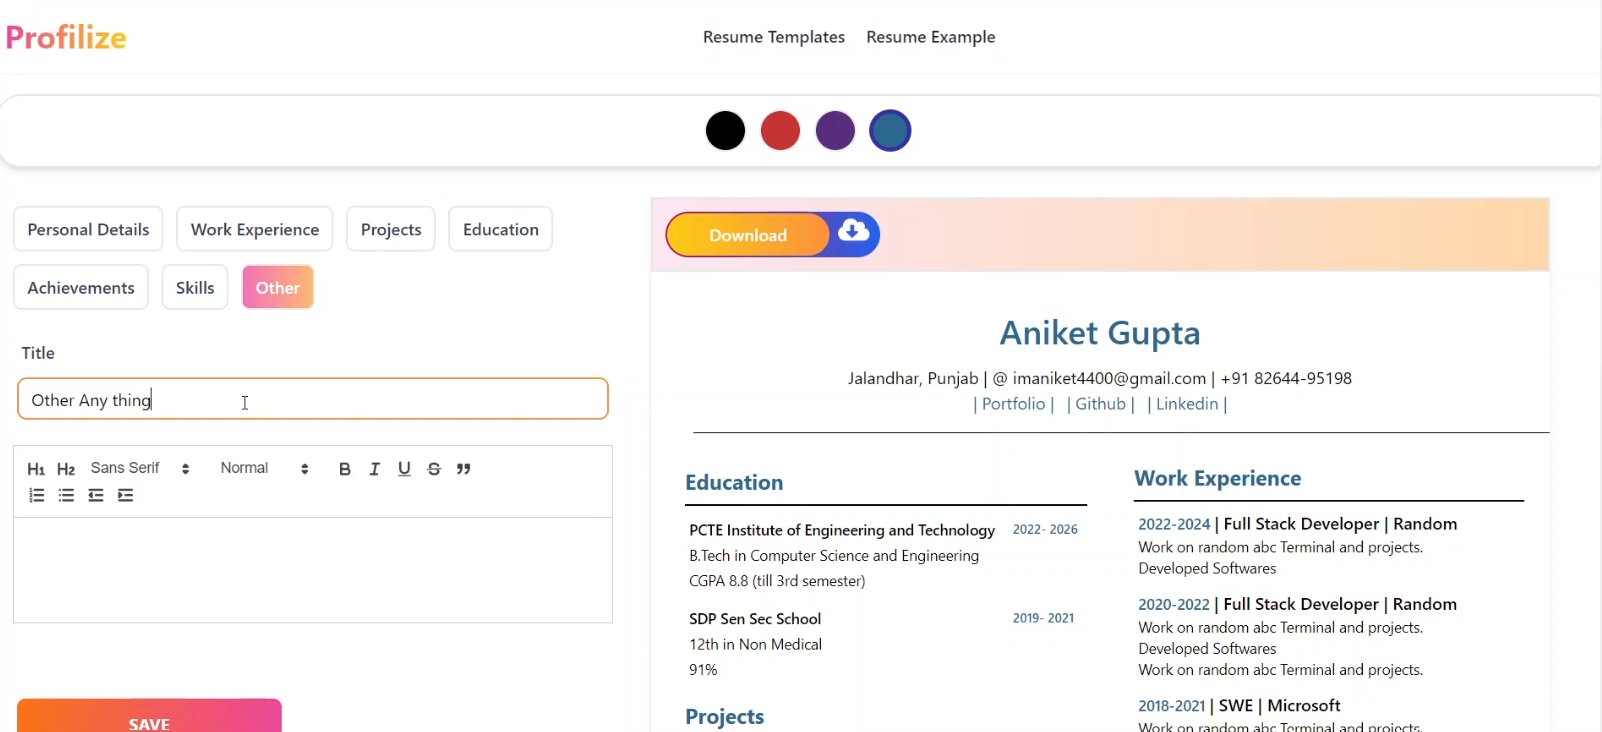 Profilize
Resume Templates Resume Example
Personal Details Work Experience Projects Education
Achievements Skills Other
Title
Other Any thing
H1 H2 Sans Serif Normal B I U S
SAVE
Download
Aniket Gupta
Jalandhar, Punjab | @ imaniket4400@gmail.com | +91 82644-95198
| Portfolio | | Github | | Linkedin |
Education
PCTE Institute of Engineering and Technology 2022- 2026
B.Tech in Computer Science and Engineering
CGPA 8.8 (till 3rd semester)
SDP Sen Sec School 2019- 2021
12th in Non Medical
91%
Projects
Work Experience
2022-2024 | Full Stack Developer | Random
Work on random abc Terminal and projects.
Developed Softwares
2020-2022 | Full Stack Developer | Random
Work on random abc Terminal and projects.
Developed Softwares
Work on random abc Terminal and projects.
2018-2021 | SWE | Microsoft
Work on random abc Terminal and projects.